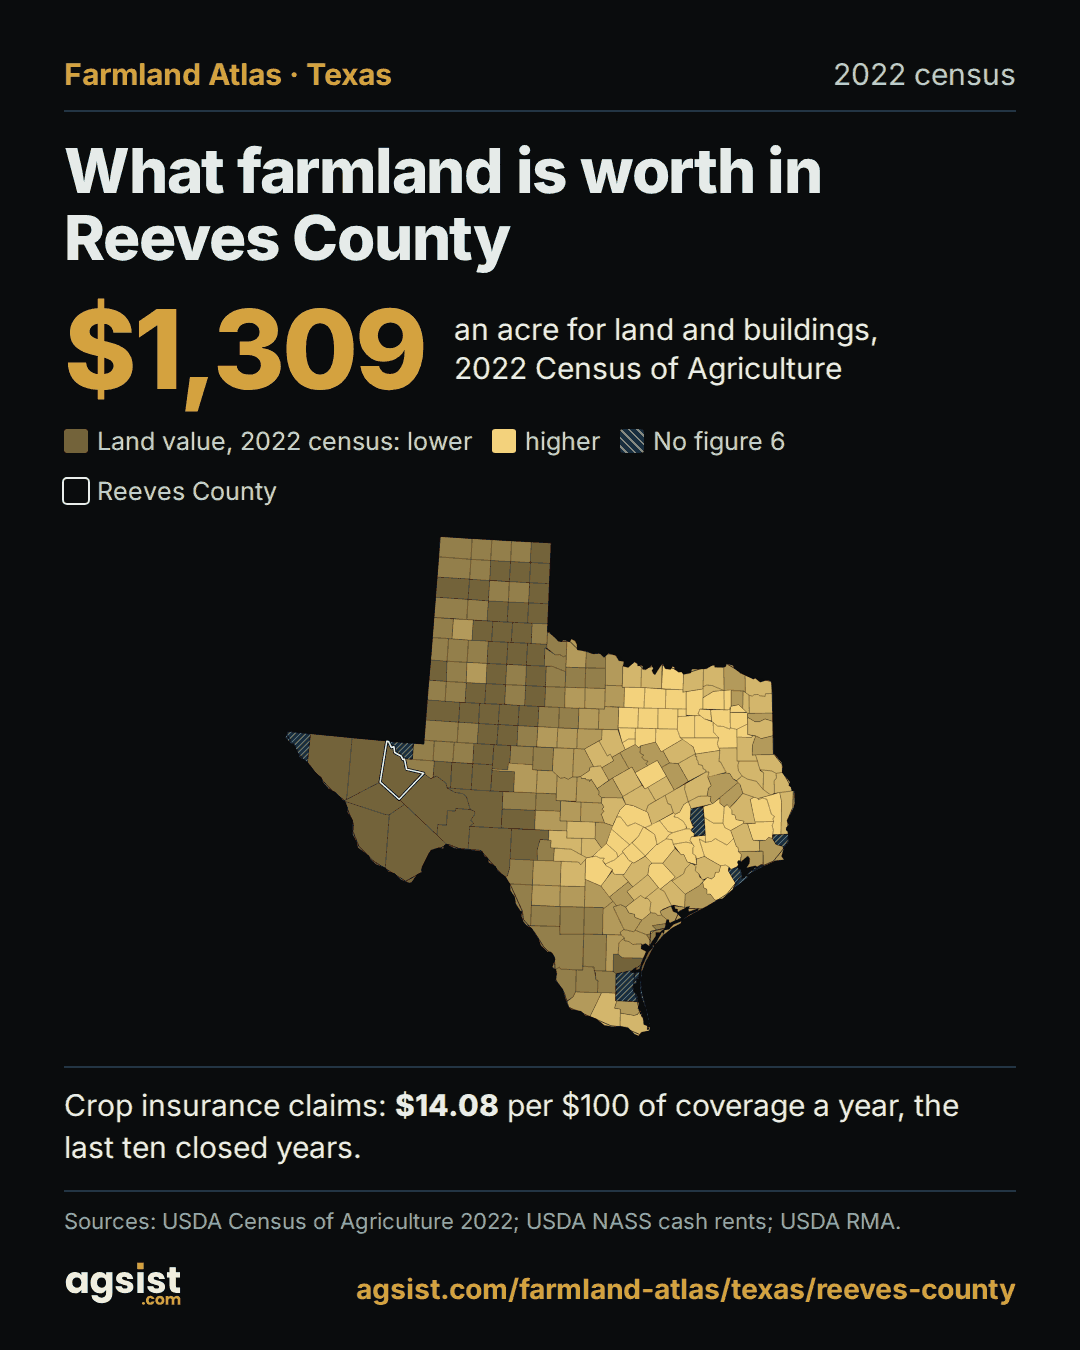 Farmland Atlas · Texas
2022 census
What farmland is worth in
Reeves County
$1,309
an acre for land and buildings,
2022 Census of Agriculture
Land value, 2022 census: lower higher No figure 6
Reeves County
Crop insurance claims: $14.08 per $100 of coverage a year, the
last ten closed years.
Sources: USDA Census of Agriculture 2022; USDA NASS cash rents; USDA RMA.
agsist
.com
agsist.com/farmland-atlas/texas/reeves-county